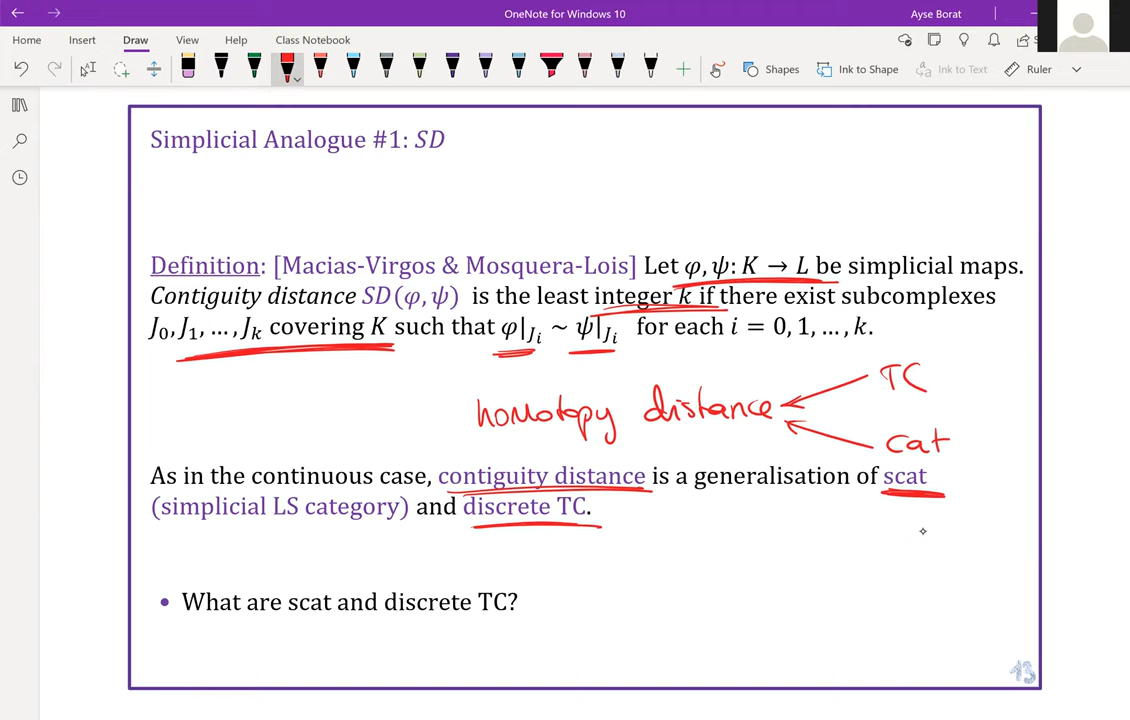 OneNote for Windows 10
Ayse Borat
Home Insert Draw View Help Class Notebook
Shapes Ink to Shape Ink to Text Ruler
Simplicial Analogue #1: SD
Definition: [Macias-Virgos & Mosquera-Lois] Let φ, ψ: K → L be simplicial maps.
Contiguity distance SD(φ, ψ) is the least integer k if there exist subcomplexes
J₀, J₁, …, Jₖ covering K such that φ|_{Jᵢ} ~ ψ|_{Jᵢ} for each i = 0, 1, …, k.
TC
homotopy distance
cat
As in the continuous case, contiguity distance is a generalisation of scat
(simplicial LS category) and discrete TC.
• What are scat and discrete TC?
13